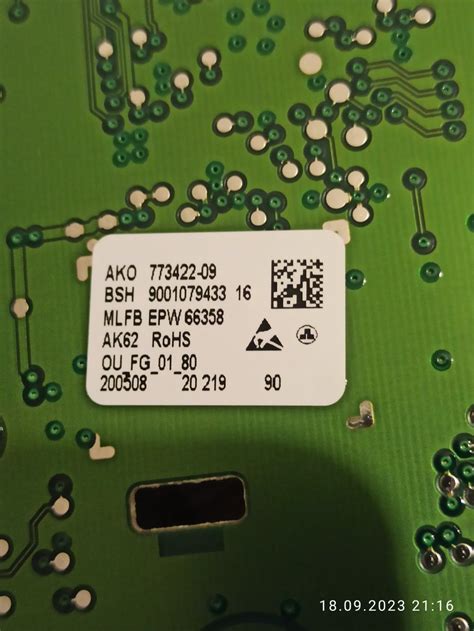 AKO 773422-09
BSH 9001079433 16
MLFB EPW 66358
AK62 RoHS
OU_FG_01_80
200508 20 219 90
18.09.2023 21:16